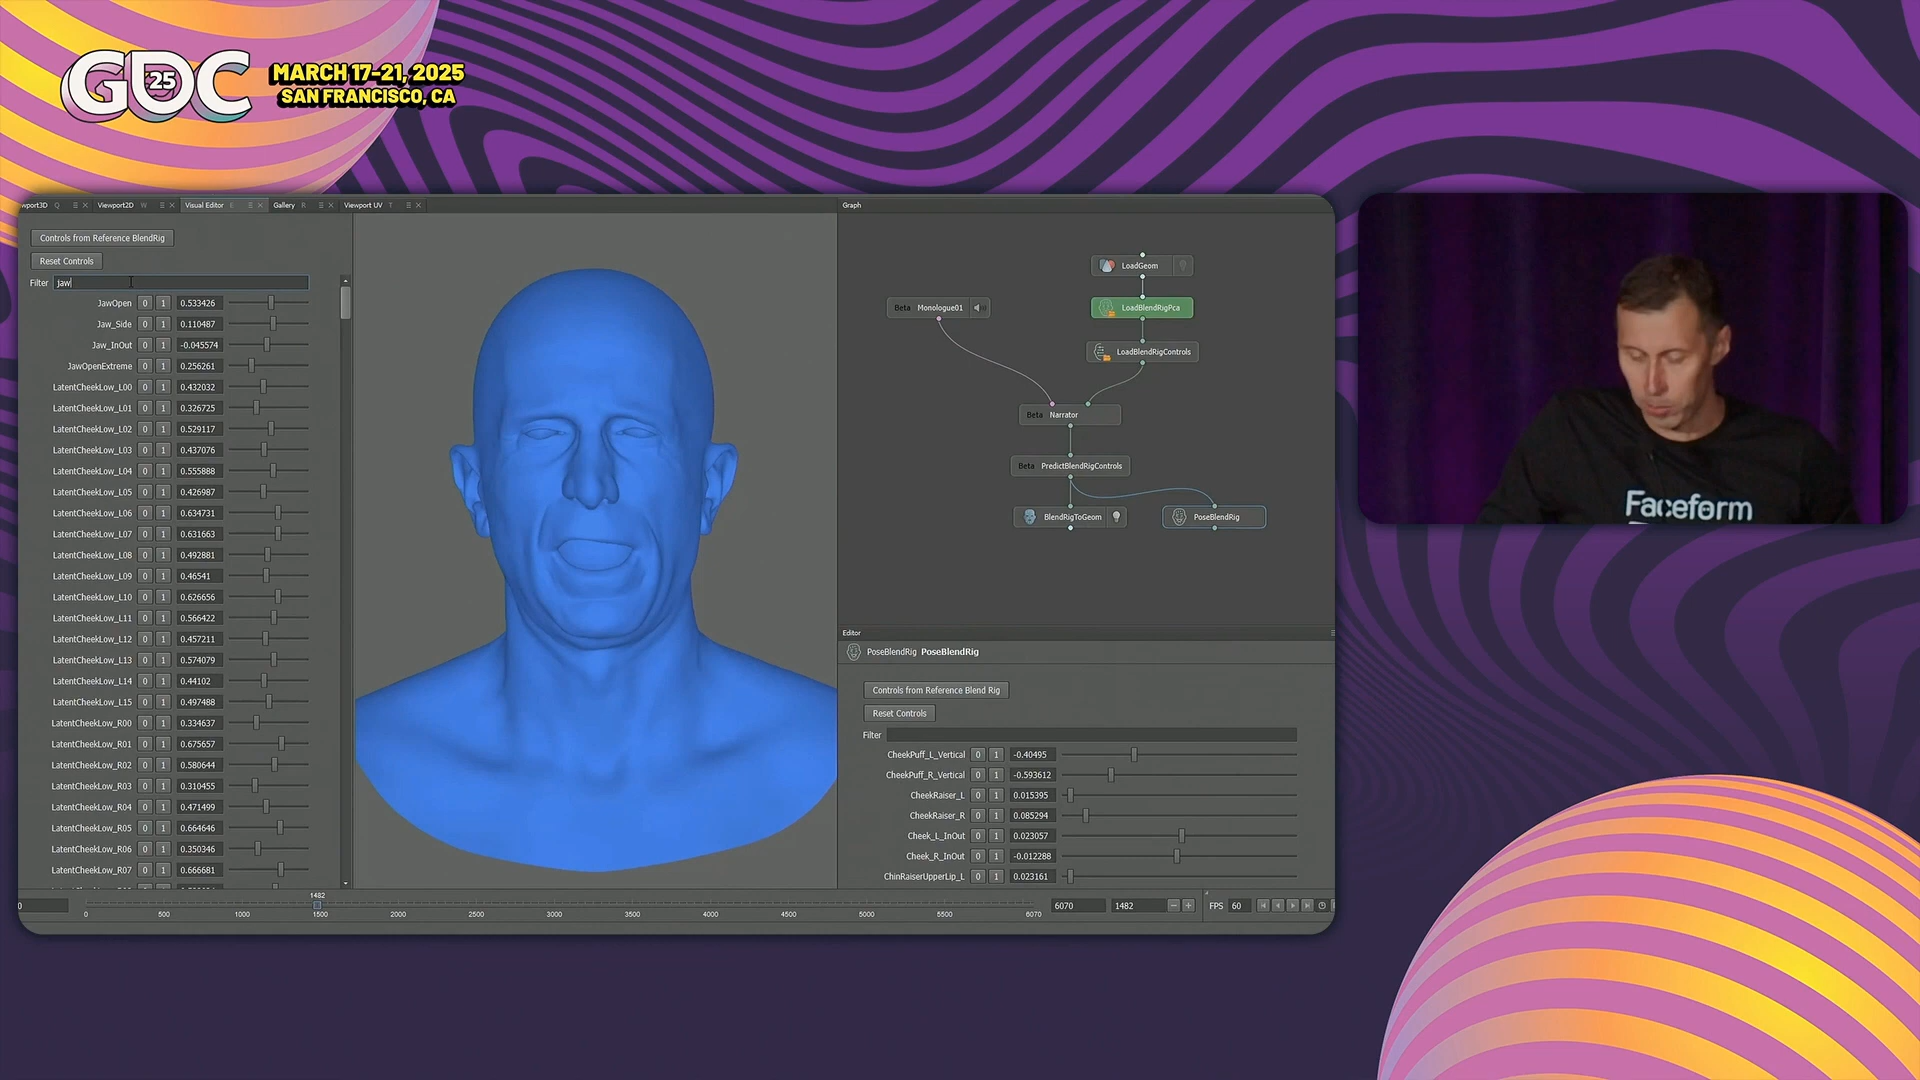 GDC 25
MARCH 17-21, 2025
SAN FRANCISCO, CA
wport3D Q
Viewport2D W
Visual Editor E
Gallery R
Viewport UV T
Graph
Controls from Reference BlendRig
Reset Controls
Filter jaw
JawOpen 0 1 0.533426
Jaw_Side 0 1 0.110487
Jaw_InOut 0 1 -0.045574
JawOpenExtreme 0 1 0.256261
LatentCheekLow_L00 0 1 0.432032
LatentCheekLow_L01 0 1 0.326725
LatentCheekLow_L02 0 1 0.529117
LatentCheekLow_L03 0 1 0.437076
LatentCheekLow_L04 0 1 0.555888
LatentCheekLow_L05 0 1 0.426987
LatentCheekLow_L06 0 1 0.634731
LatentCheekLow_L07 0 1 0.631663
LatentCheekLow_L08 0 1 0.492881
LatentCheekLow_L09 0 1 0.46541
LatentCheekLow_L10 0 1 0.626656
LatentCheekLow_L11 0 1 0.566422
LatentCheekLow_L12 0 1 0.457211
LatentCheekLow_L13 0 1 0.574079
LatentCheekLow_L14 0 1 0.44102
LatentCheekLow_L15 0 1 0.497488
LatentCheekLow_R00 0 1 0.334637
LatentCheekLow_R01 0 1 0.675657
LatentCheekLow_R02 0 1 0.580644
LatentCheekLow_R03 0 1 0.310455
LatentCheekLow_R04 0 1 0.471499
LatentCheekLow_R05 0 1 0.664646
LatentCheekLow_R06 0 1 0.350346
LatentCheekLow_R07 0 1 0.666681
LoadGeom
Beta Monologue01
LoadBlendRigPca
LoadBlendRigControls
Beta Narrator
Beta PredictBlendRigControls
BlendRigToGeom
PoseBlendRig
Editor
PoseBlendRig PoseBlendRig
Controls from Reference Blend Rig
Reset Controls
Filter
CheekPuff_L_Vertical 0 1 -0.40495
CheekPuff_R_Vertical 0 1 -0.593612
CheekRaiser_L 0 1 0.015395
CheekRaiser_R 0 1 0.085294
Cheek_L_InOut 0 1 0.023057
Cheek_R_InOut 0 1 -0.012288
ChinRaiserUpperLip_L 0 1 0.023161
1482
0
0 500 1000 1500 2000 2500 3000 3500 4000 4500 5000 5500 6070
6070
1482
FPS 60
Faceform